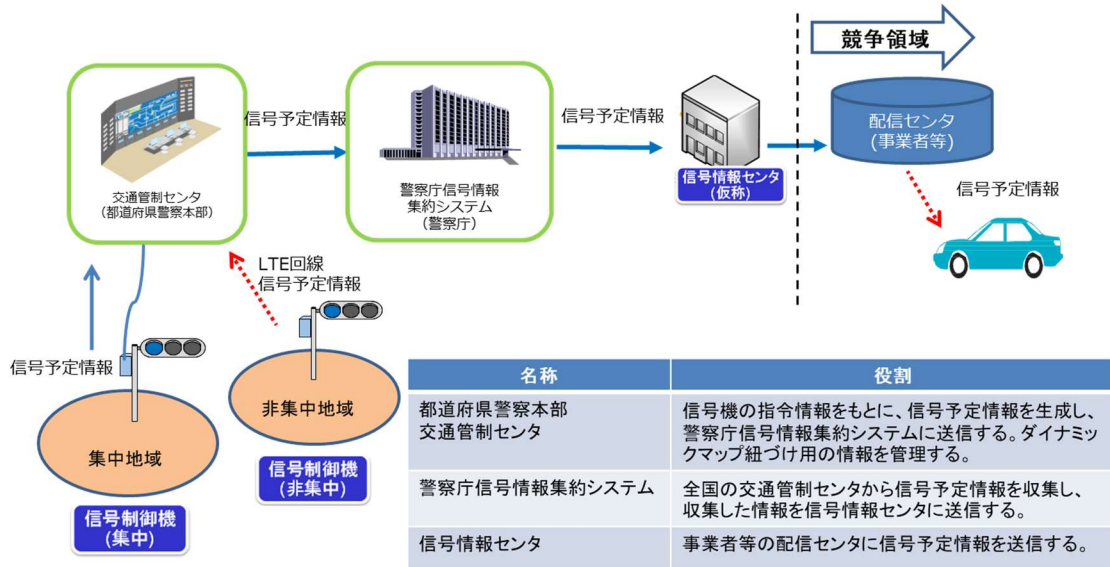 競争領域
信号予定情報
信号予定情報
配信センタ
(事業者等)
交通管制センタ
(都道府県警察本部)
警察庁信号情報
集約システム
(警察庁)
信号情報センタ
(仮称)
信号予定情報
LTE回線
信号予定情報
信号予定情報
集中地域
信号制御機
(集中)
非集中地域
信号制御機
(非集中)
名称 役割
都道府県警察本部
交通管制センタ
信号機の指令情報をもとに、信号予定情報を生成し、
警察庁信号情報集約システムに送信する。ダイナミッ
クマップ紐づけ用の情報を管理する。
警察庁信号情報集約システム
全国の交通管制センタから信号予定情報を収集し、
収集した情報を信号情報センタに送信する。
信号情報センタ
事業者等の配信センタに信号予定情報を送信する。